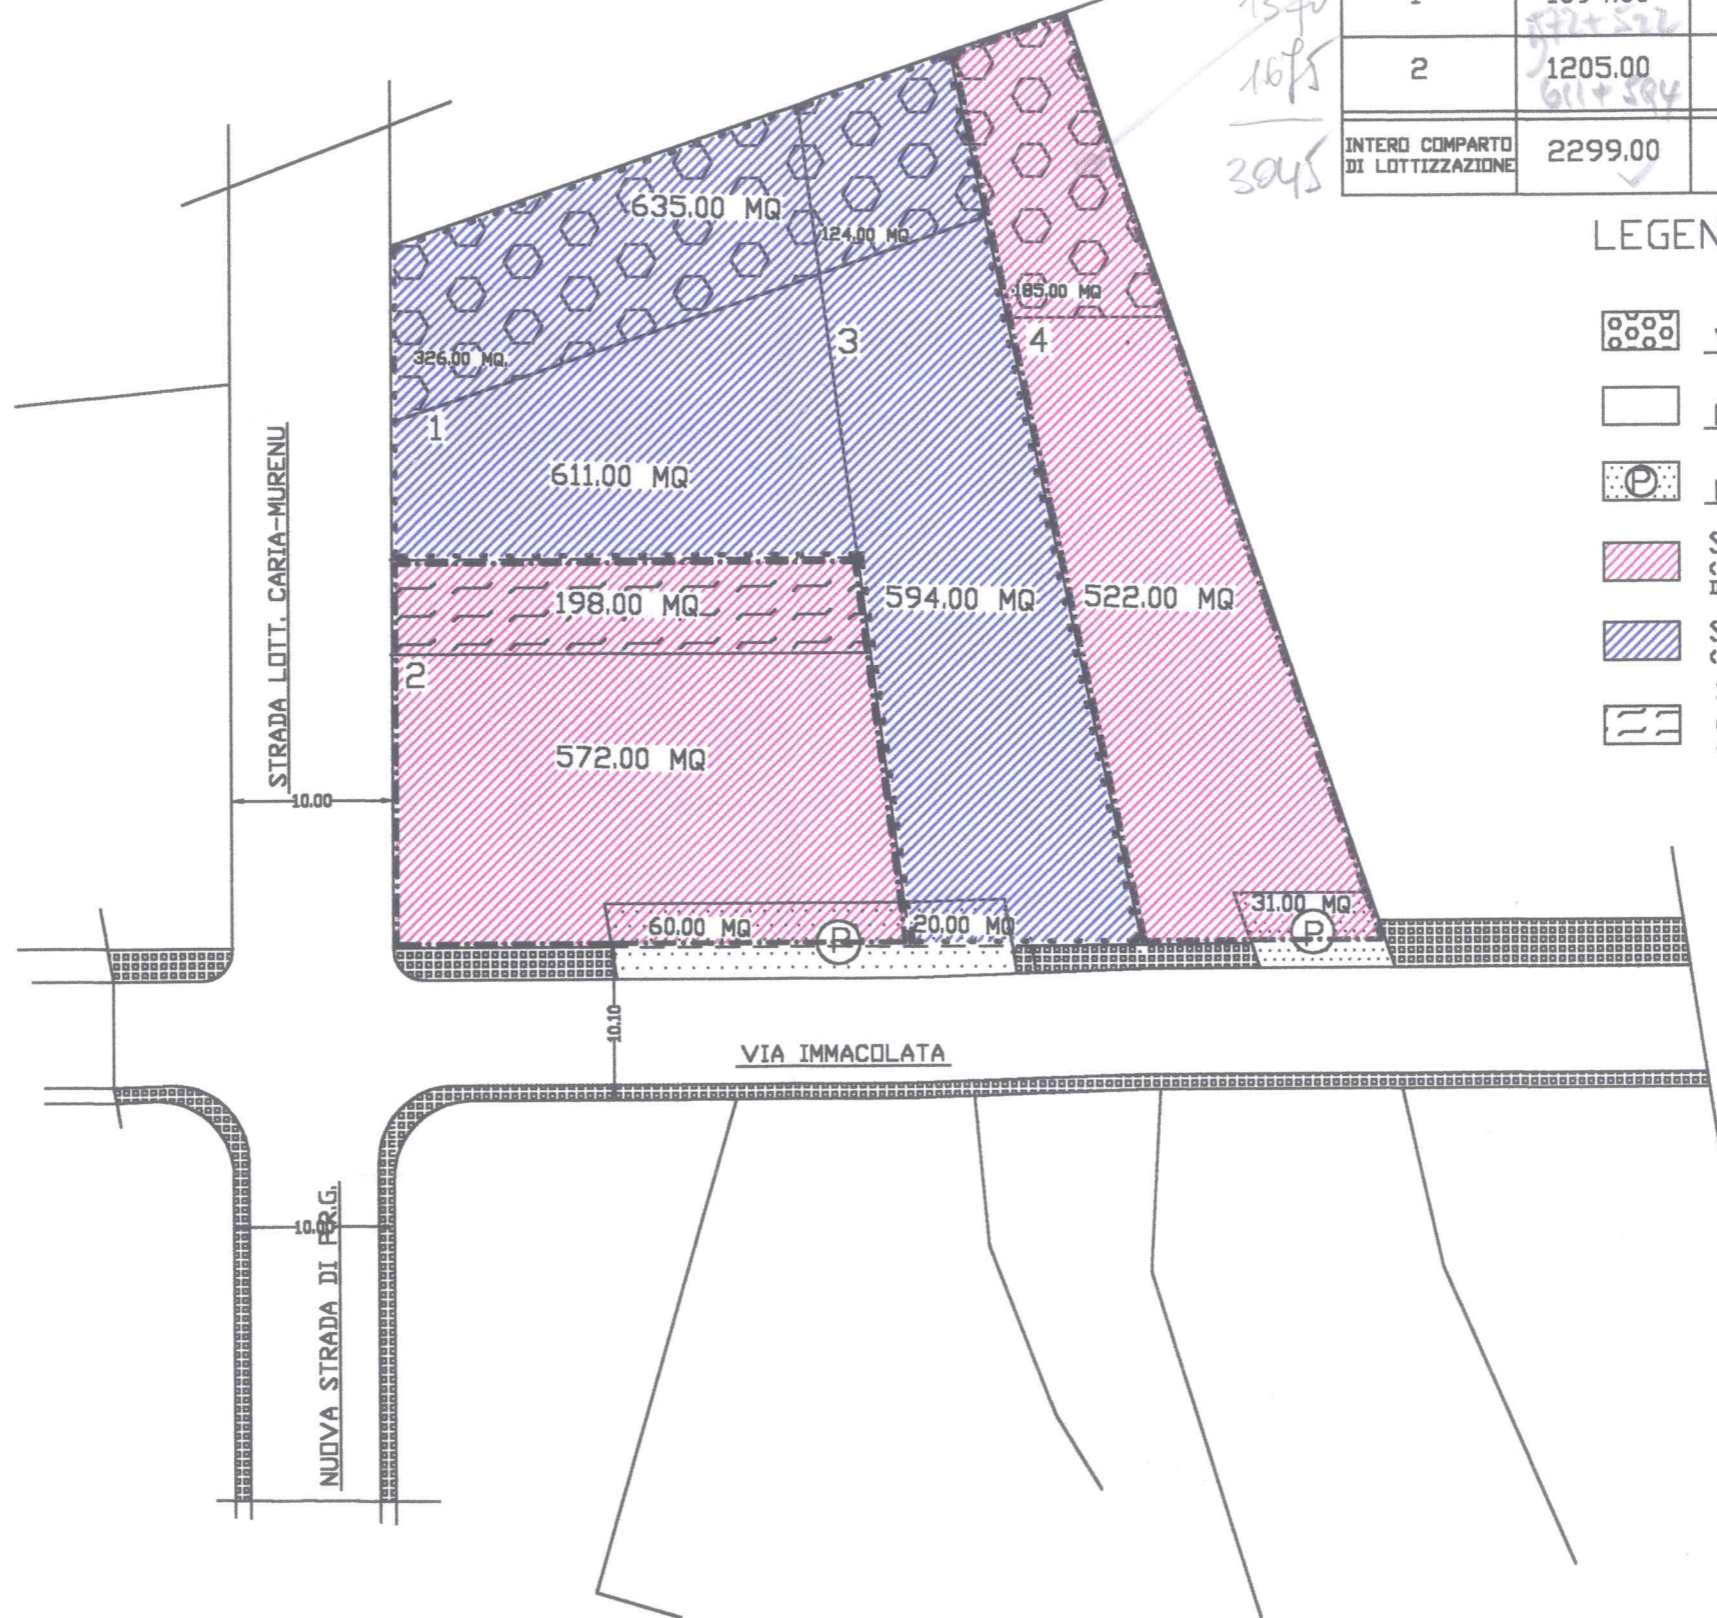 1
572+522
1675
2
1205.00
611+594
3045
INTERO COMPARTO
DI LOTTIZZAZIONE
2299.00
LEGEN
635.00 MQ
124.00 MQ
185.00 MQ
326.00 MQ.
3
4
1
611.00 MQ
STRADA LOTT. CARIA-MURENU
198.00 MQ
594.00 MQ
522.00 MQ
2
572.00 MQ
10.00
60.00 MQ
P
20.00 MQ
31.00 MQ.
P
10.10
VIA IMMACOLATA
10.00
NUOVA STRADA DI P.R.G.
P